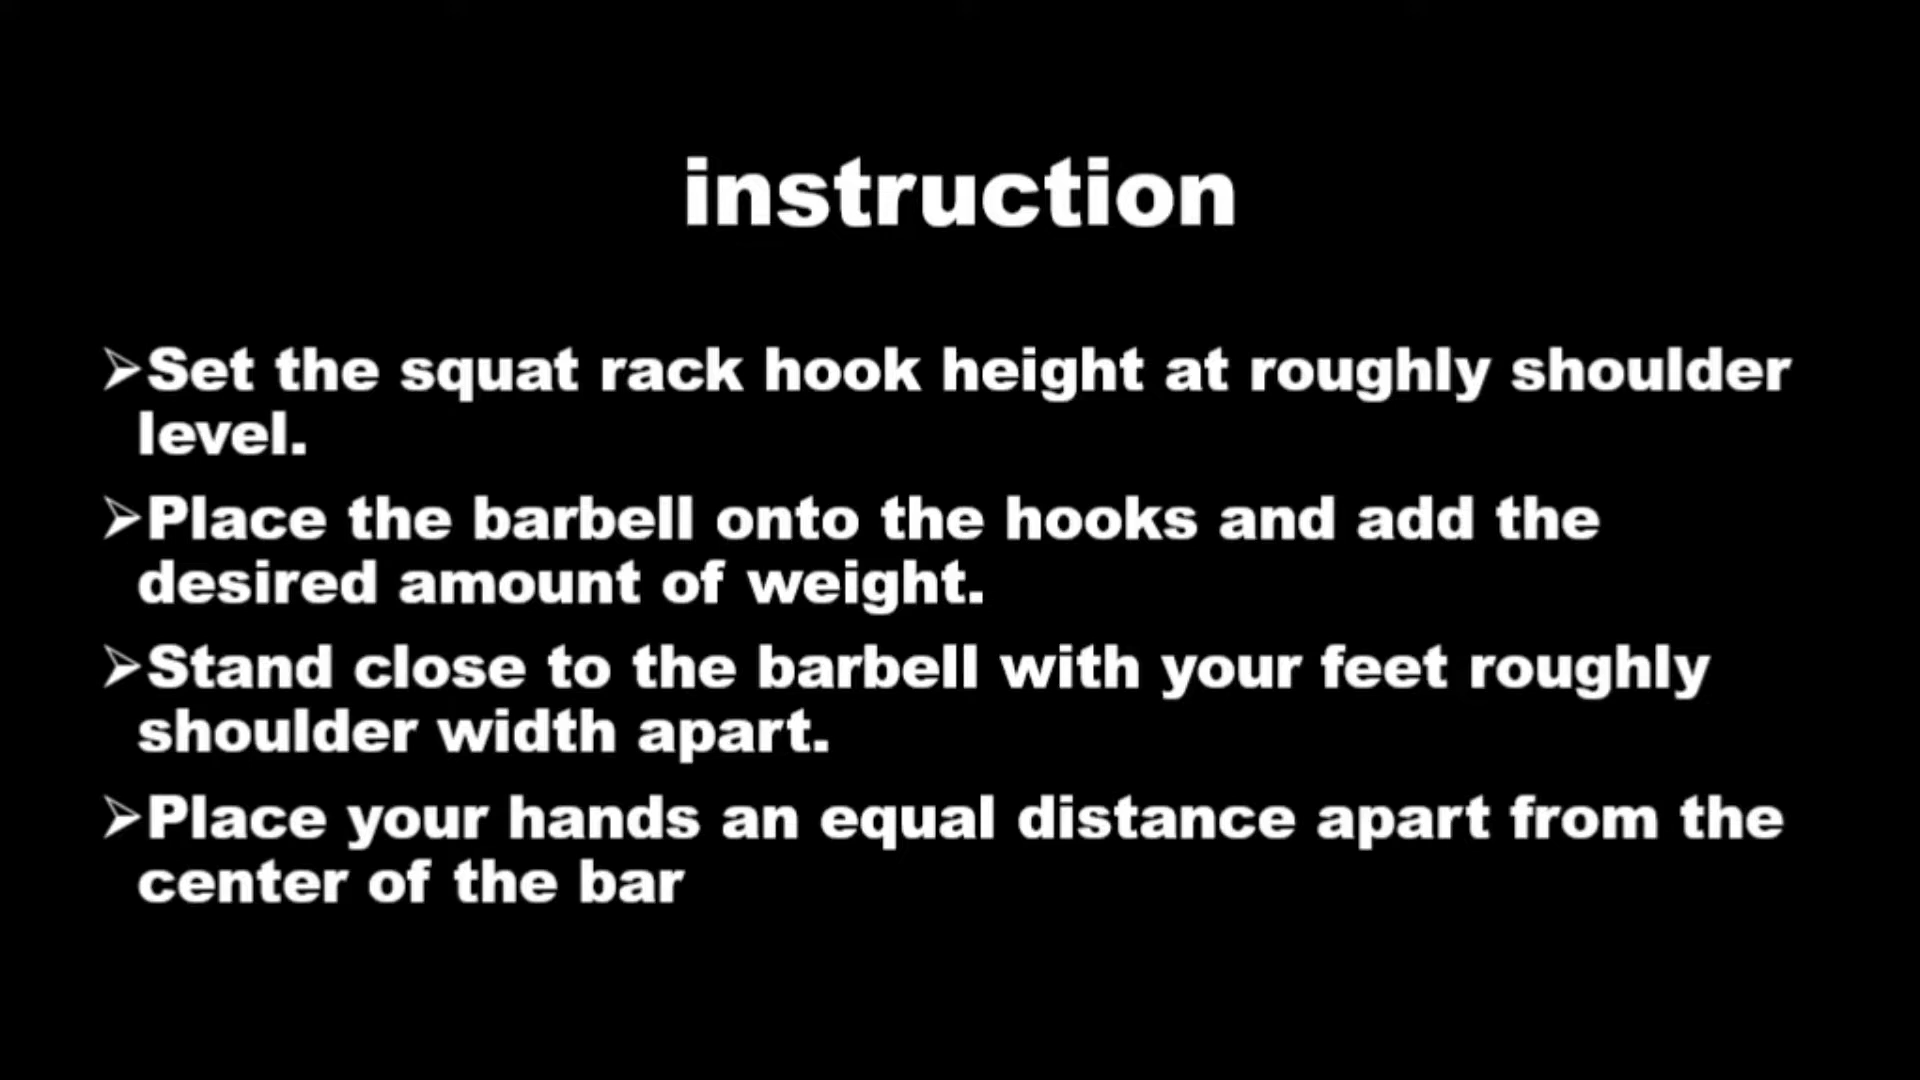 instruction
➢Set the squat rack hook height at roughly shoulder
level.
➢Place the barbell onto the hooks and add the
desired amount of weight.
➢Stand close to the barbell with your feet roughly
shoulder width apart.
➢Place your hands an equal distance apart from the
center of the bar